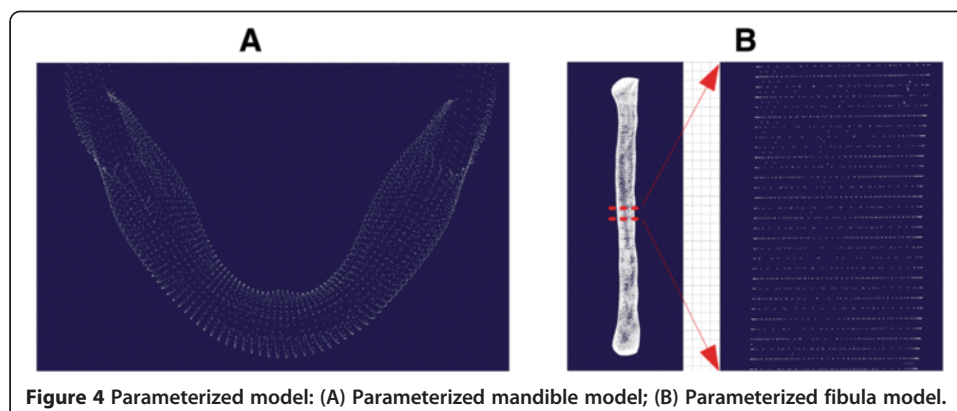 A
B
Figure 4 Parameterized model: (A) Parameterized mandible model; (B) Parameterized fibula model.